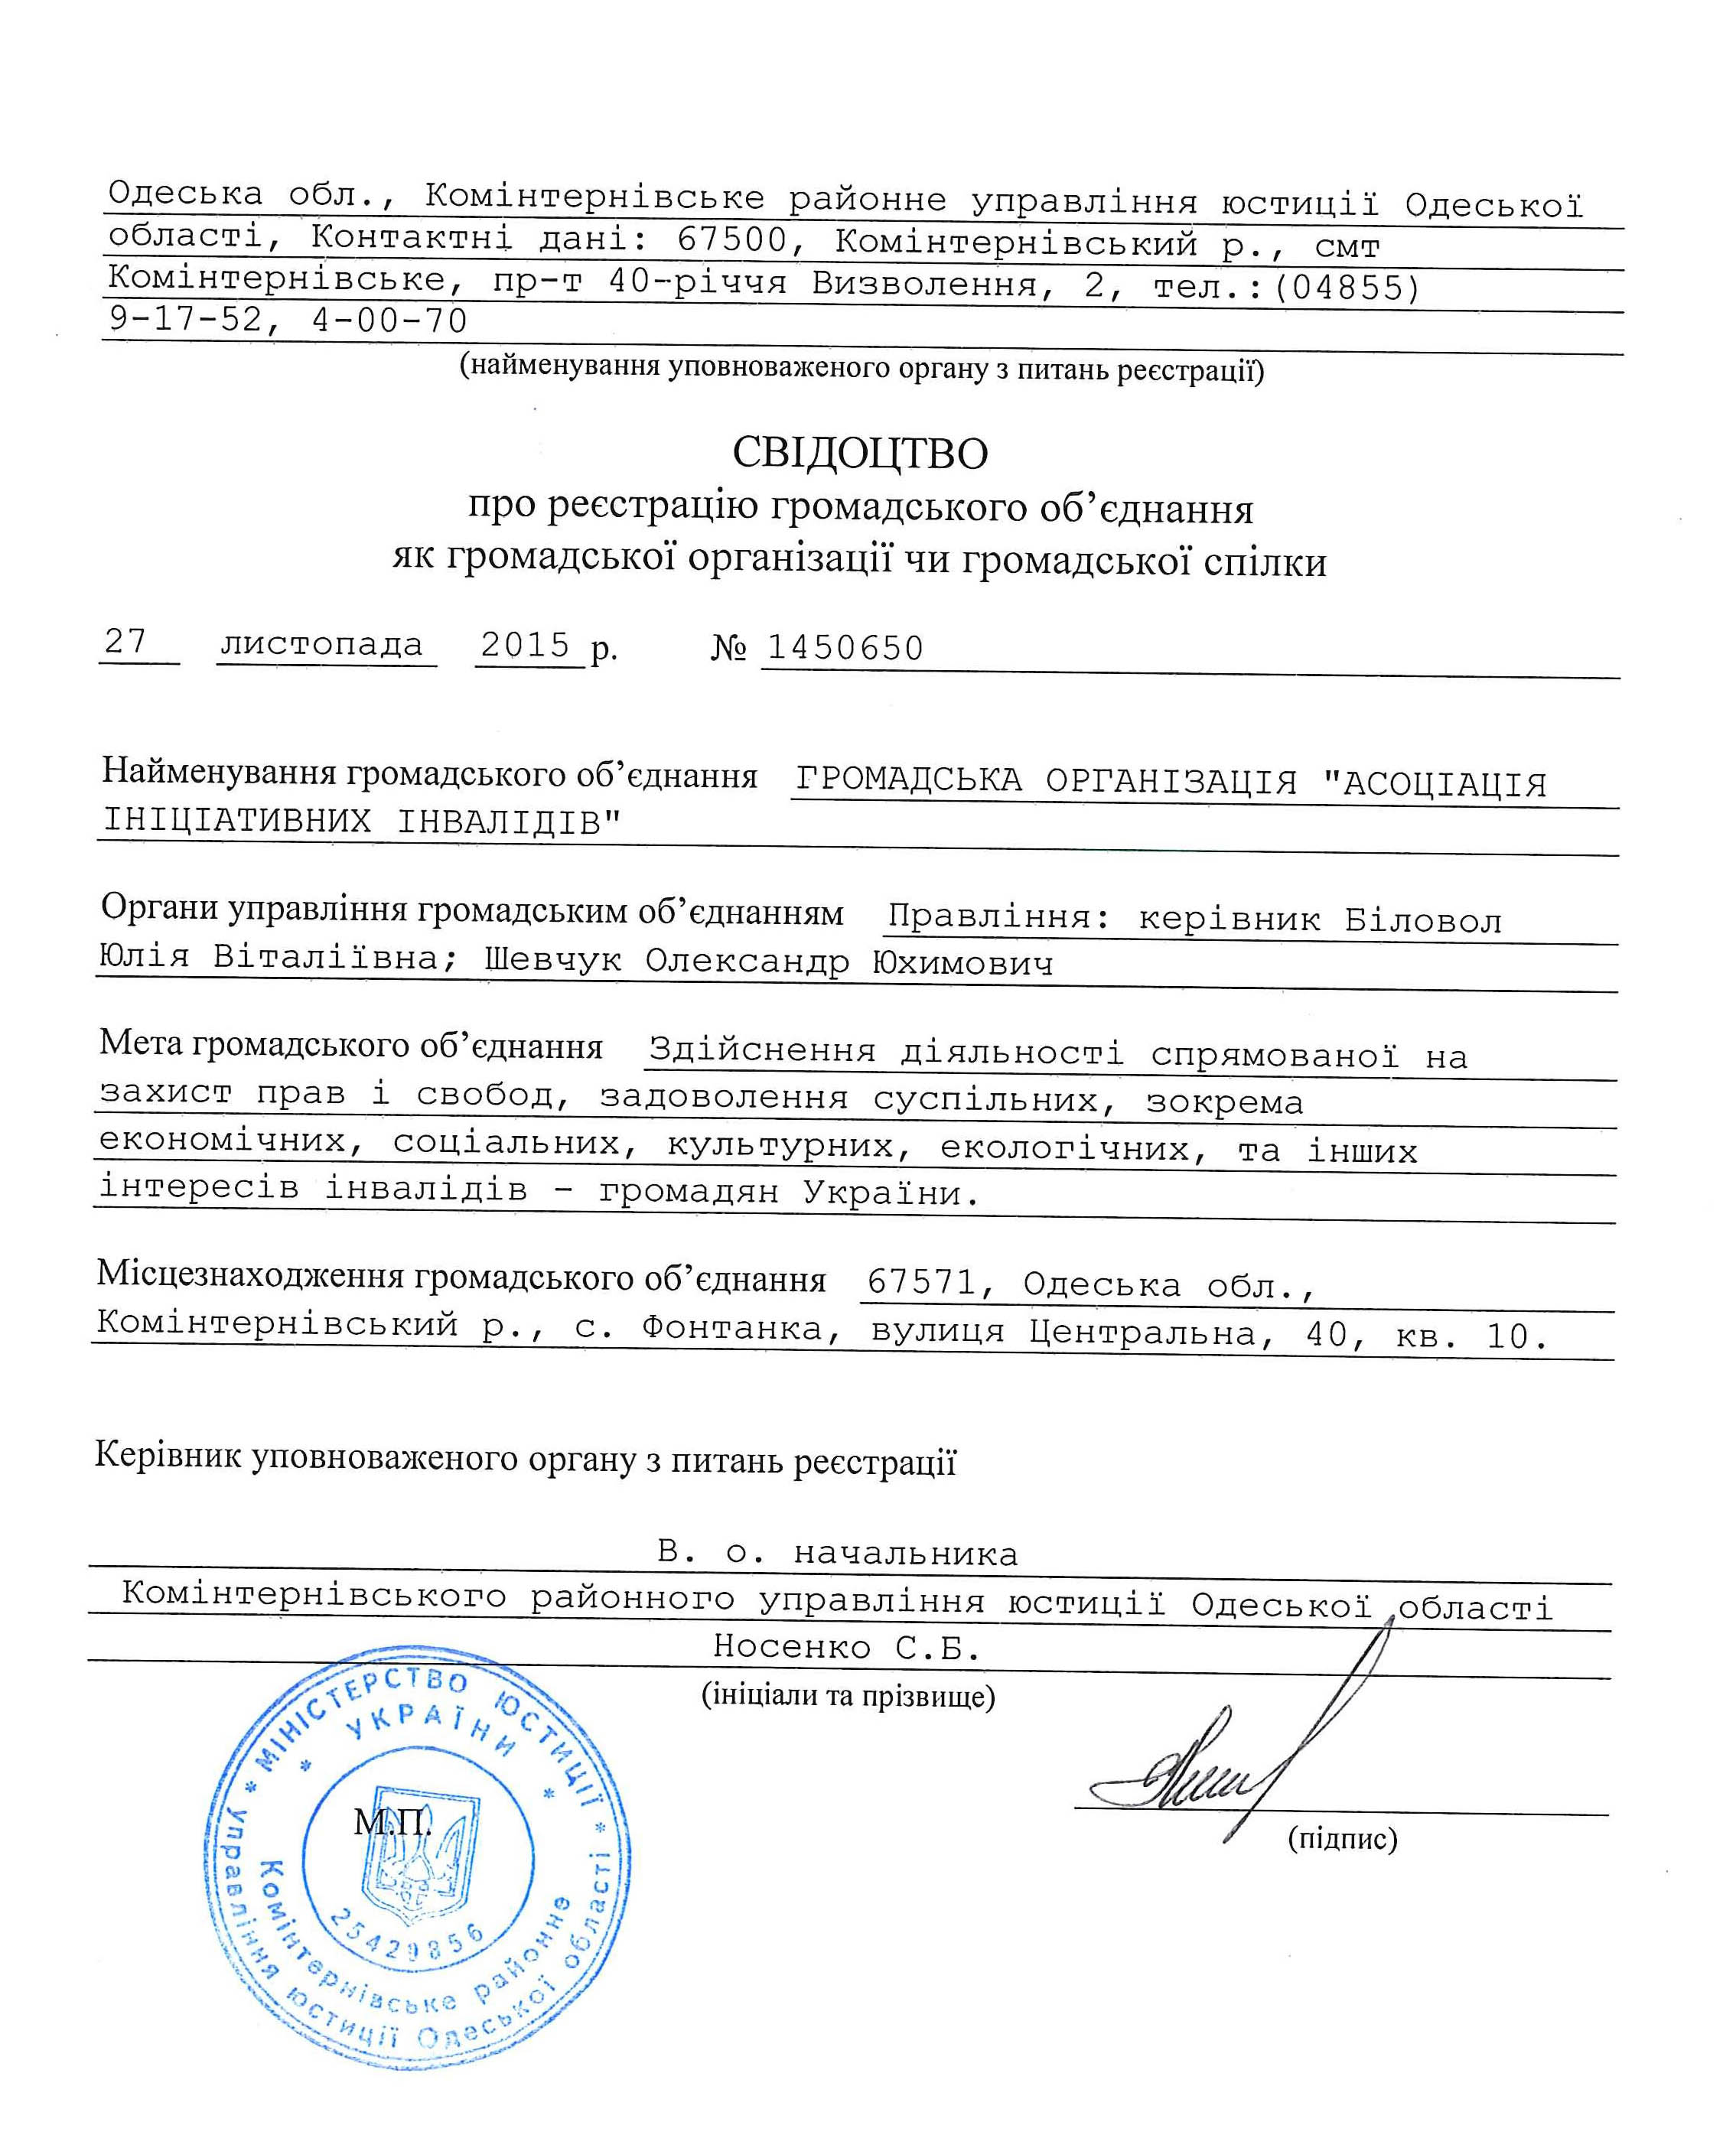 Одеська обл., Комінтернівське районне управління юстиції Одеської
області, Контактні дані: 67500, Комінтернівський р., смт
Комінтернівське, пр-т 40-річчя Визволення, 2, тел.:(04855)
9-17-52, 4-00-70
(найменування уповноваженого органу з питань реєстрації)
СВІДОЦТВО
про реєстрацію громадського об’єднання
як громадської організації чи громадської спілки
27 листопада 2015 р. № 1450650
Найменування громадського об’єднання ГРОМАДСЬКА ОРГАНІЗАЦІЯ "АСОЦІАЦІЯ
ІНІЦІАТИВНИХ ІНВАЛІДІВ"
Органи управління громадським об’єднанням Правління: керівник Біловол
Юлія Віталіївна; Шевчук Олександр Юхимович
Мета громадського об’єднання Здійснення діяльності спрямованої на
захист прав і свобод, задоволення суспільних, зокрема
економічних, соціальних, культурних, екологічних, та інших
інтересів інвалідів – громадян України.
Місцезнаходження громадського об’єднання 67571, Одеська обл.,
Комінтернівський р., с. Фонтанка, вулиця Центральна, 40, кв. 10.
Керівник уповноваженого органу з питань реєстрації
В. о. начальника
Комінтернівського районного управління юстиції Одеської області
Носенко С.Б.
(ініціали та прізвище)
М.П.
(підпис)
* МІНІСТЕРСТВО ЮСТИЦІЇ *
* УКРАЇНИ *
Комінтернівське районне
Управління юстиції Одеської області
25429856